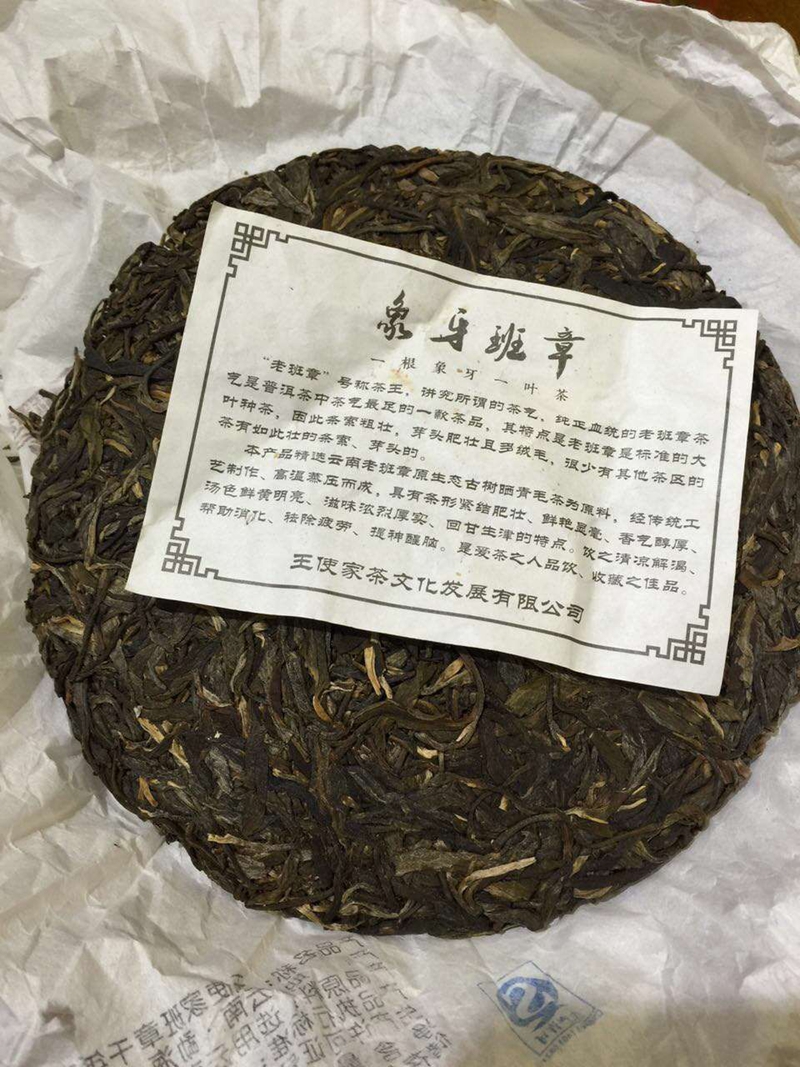 象牙班章
一根象牙一叶茶
“老班章”号称茶王，讲究所谓的茶气，纯正血统的老班章茶
气是普洱茶中茶气最足的一款茶品，其特点是老班章是标准的大
叶种茶，因此条索粗壮，芽头肥壮且多绒毛，很少有其他茶区的
茶有如此壮的条索、芽头的。
本产品精选云南老班章原生态古树晒青毛茶为原料，经传统工
艺制作、高温蒸压而成，具有条形紧结肥壮、鲜艳显毫、香气醇厚、
汤色鲜黄明亮、滋味浓烈厚实、回甘生津的特点。饮之清凉解渴、
帮助消化、祛除疲劳、提神醒脑。是爱茶之人品饮、收藏之佳品。
王使家茶文化发展有限公司